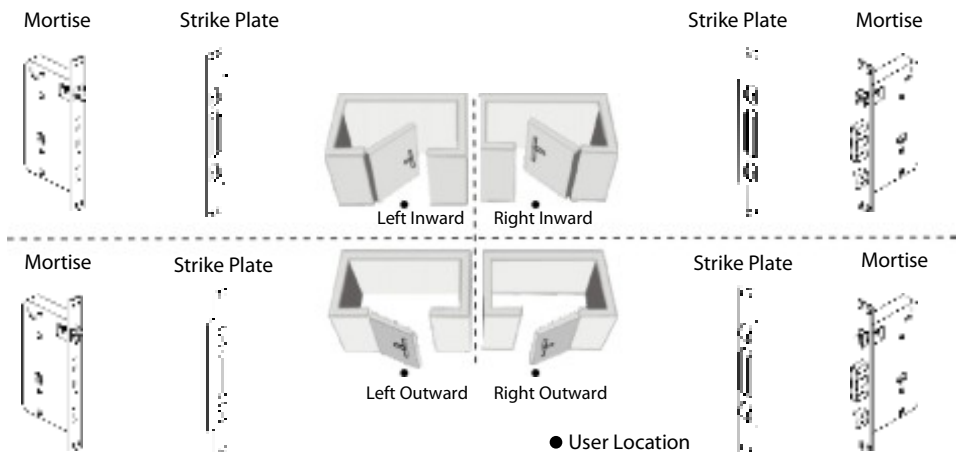 Mortise
Strike Plate
Strike Plate
Mortise
Left Inward
Right Inward
Mortise
Strike Plate
Strike Plate
Mortise
Left Outward
Right Outward
● User Location